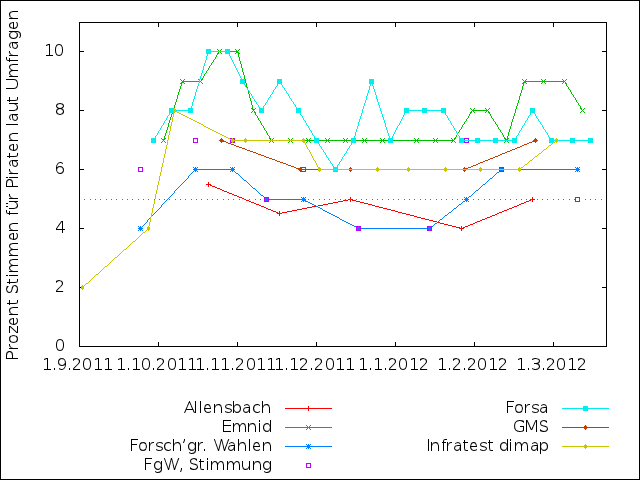 Prozent Stimmen für Piraten laut Umfragen
10
8
6
4
2
0
1.9.2011 1.10.2011 1.11.2011 1.12.2011 1.1.2012 1.2.2012 1.3.2012
Allensbach Forsa
Emnid GMS
Forsch'gr. Wahlen Infratest dimap
FgW, Stimmung